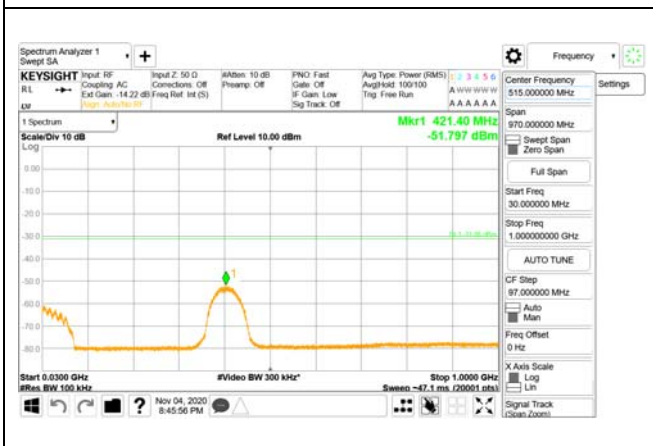 Spectrum Analyzer 1
Swept SA
Frequency
KEYSIGHT
RL
Input: RF
Coupling: AC
Ext Gain: -14.22 dB
Align: Auto/No RF
Input Z: 50 Ω
Corrections: Off
Freq Ref: Int (S)
#Atten: 10 dB
Preamp: Off
PNO: Fast
Gate: Off
IF Gain: Low
Sig Track: Off
Avg Type: Power (RMS)
Avg|Hold: 100/100
Trig: Free Run
1 2 3 4 5 6
A W W W W W
A A A A A A
1 Spectrum
Scale/Div 10 dB
Log
Ref Level 10.00 dBm
Mkr1 421.40 MHz
-51.797 dBm
0.00
-10.0
-20.0
-30.0
-40.0
-50.0
-60.0
-70.0
-80.0
1
Start 0.0300 GHz
#Res BW 100 kHz
#Video BW 300 kHz*
Stop 1.0000 GHz
Sweep ~47.1 ms (20001 pts)
Nov 04, 2020
8:45:56 PM
Center Frequency
515.000000 MHz
Settings
Span
970.000000 MHz
Swept Span
Zero Span
Full Span
Start Freq
30.000000 MHz
Stop Freq
1.000000000 GHz
AUTO TUNE
CF Step
97.000000 MHz
Auto
Man
Freq Offset
0 Hz
X Axis Scale
Log
Lin
Signal Track
(Span Zoom)